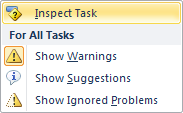 Inspect Task
For All Tasks
Show Warnings
Show Suggestions
Show Ignored Problems